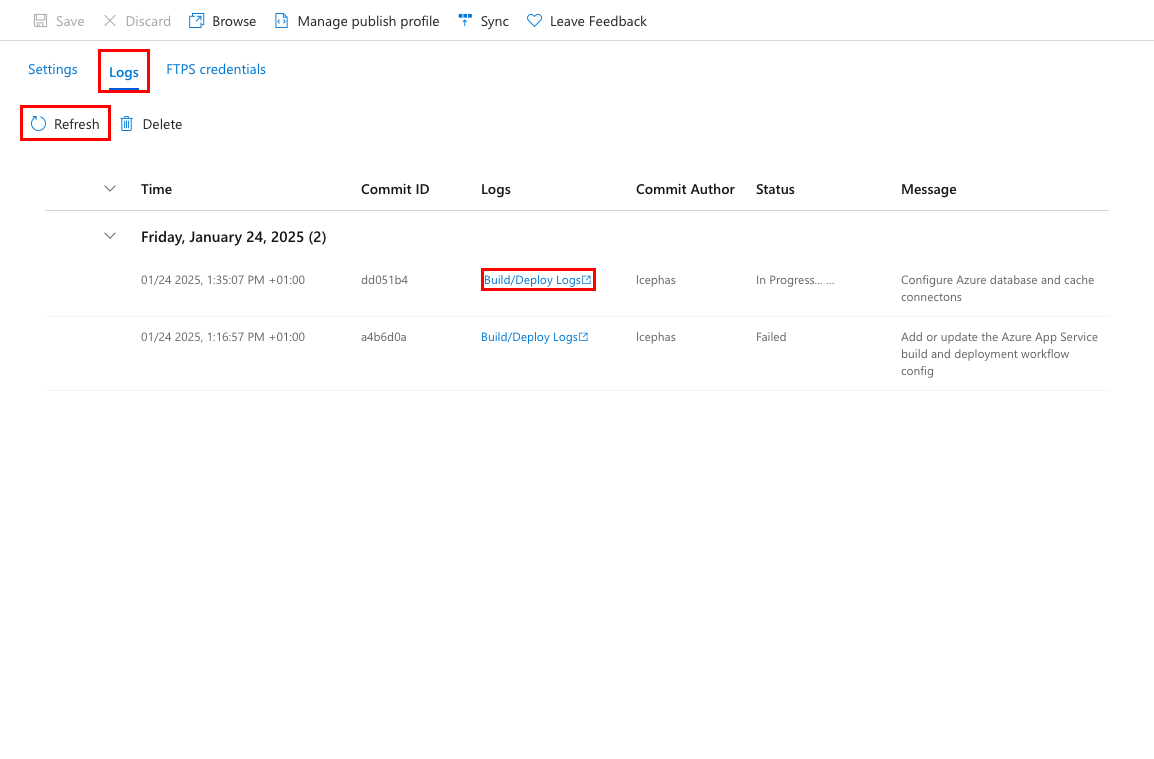 Save Discard Browse Manage publish profile Sync Leave Feedback
Settings Logs FTPS credentials
Refresh Delete
Time Commit ID Logs Commit Author Status Message
Friday, January 24, 2025 (2)
01/24 2025, 1:35:07 PM +01:00 dd051b4 Build/Deploy Logs lcephas In Progress... ... Configure Azure database and cache
connectons
01/24 2025, 1:16:57 PM +01:00 a4b6d0a Build/Deploy Logs lcephas Failed Add or update the Azure App Service
build and deployment workflow
config